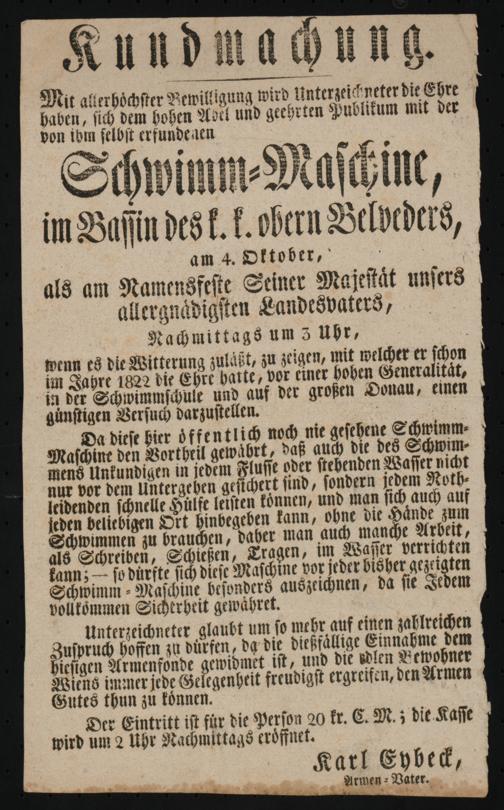 Kundmachung.
Mit allerhöchster Bewilligung wird Unterzeichneter die Ehre
haben, sich dem hohen Adel und geehrten Publikum mit der
von ihm selbst erfundenen
Schwimm-Maschine,
im Bassin des k. k. obern Belveders,
am 4. Oktober,
als am Namensfeste Seiner Majestät unsers
allergnädigsten Landesvaters,
Nachmittags um 3 Uhr,
wenn es die Witterung zuläßt, zu zeigen, mit welcher er schon
im Jahre 1822 die Ehre hatte, vor einer hohen Generalität,
in der Schwimmschule und auf der großen Donau, einen
günstigen Versuch darzustellen.
Da diese hier öffentlich noch nie gesehene Schwimm-
Maschine den Vortheil gewährt, daß auch die des Schwim-
mens Unkundigen in jedem Flusse oder stehenden Wasser nicht
nur vor dem Untergehen gesichert sind, sondern jedem Noth-
leidenden schnelle Hülfe leisten können, und man sich auch auf
jeden beliebigen Ort hinbegeben kann, ohne die Hände zum
Schwimmen zu brauchen, daher man auch manche Arbeit,
als Schreiben, Schießen, Tragen, im Wasser verrichten
kann; — so dürfte sich diese Maschine vor jeder bisher gezeigten
Schwimm-Maschine besonders auszeichnen, da sie Jedem
vollkommen Sicherheit gewähret.
Unterzeichneter glaubt um so mehr auf einen zahlreichen
Zuspruch hoffen zu dürfen, da die dießfällige Einnahme dem
hiesigen Armenfonde gewidmet ist, und die edlen Bewohner
Wiens immer jede Gelegenheit freudigst ergreifen, den Armen
Gutes thun zu können.
Der Eintritt ist für die Person 20 kr. C. M.; die Kasse
wird um 2 Uhr Nachmittags eröffnet.
Karl Eybeck,
Armen-Vater.